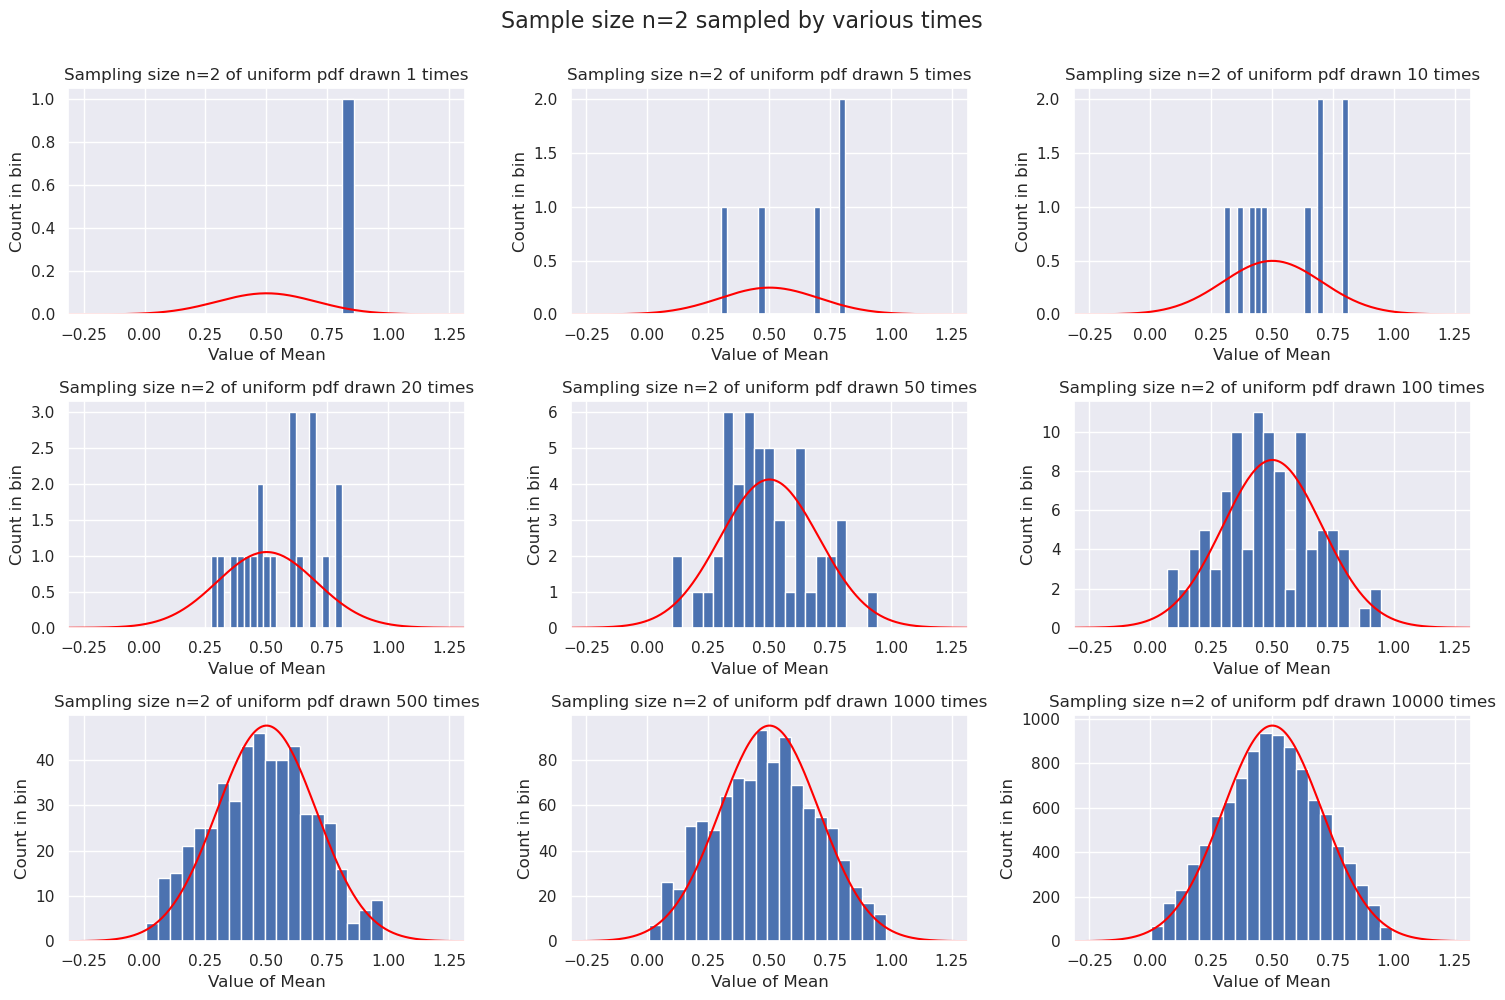 Sample size n=2 sampled by various times
Sampling size n=2 of uniform pdf drawn 1 times
Count in bin
1.0
0.8
0.6
0.4
0.2
0.0
−0.25 0.00 0.25 0.50 0.75 1.00 1.25
Value of Mean
Sampling size n=2 of uniform pdf drawn 5 times
Count in bin
2.0
1.5
1.0
0.5
0.0
−0.25 0.00 0.25 0.50 0.75 1.00 1.25
Value of Mean
Sampling size n=2 of uniform pdf drawn 10 times
Count in bin
2.0
1.5
1.0
0.5
0.0
−0.25 0.00 0.25 0.50 0.75 1.00 1.25
Value of Mean
Sampling size n=2 of uniform pdf drawn 20 times
Count in bin
3.0
2.5
2.0
1.5
1.0
0.5
0.0
−0.25 0.00 0.25 0.50 0.75 1.00 1.25
Value of Mean
Sampling size n=2 of uniform pdf drawn 50 times
Count in bin
6
5
4
3
2
1
0
−0.25 0.00 0.25 0.50 0.75 1.00 1.25
Value of Mean
Sampling size n=2 of uniform pdf drawn 100 times
Count in bin
10
8
6
4
2
0
−0.25 0.00 0.25 0.50 0.75 1.00 1.25
Value of Mean
Sampling size n=2 of uniform pdf drawn 500 times
Count in bin
40
30
20
10
0
−0.25 0.00 0.25 0.50 0.75 1.00 1.25
Value of Mean
Sampling size n=2 of uniform pdf drawn 1000 times
Count in bin
80
60
40
20
0
−0.25 0.00 0.25 0.50 0.75 1.00 1.25
Value of Mean
Sampling size n=2 of uniform pdf drawn 10000 times
Count in bin
1000
800
600
400
200
0
−0.25 0.00 0.25 0.50 0.75 1.00 1.25
Value of Mean